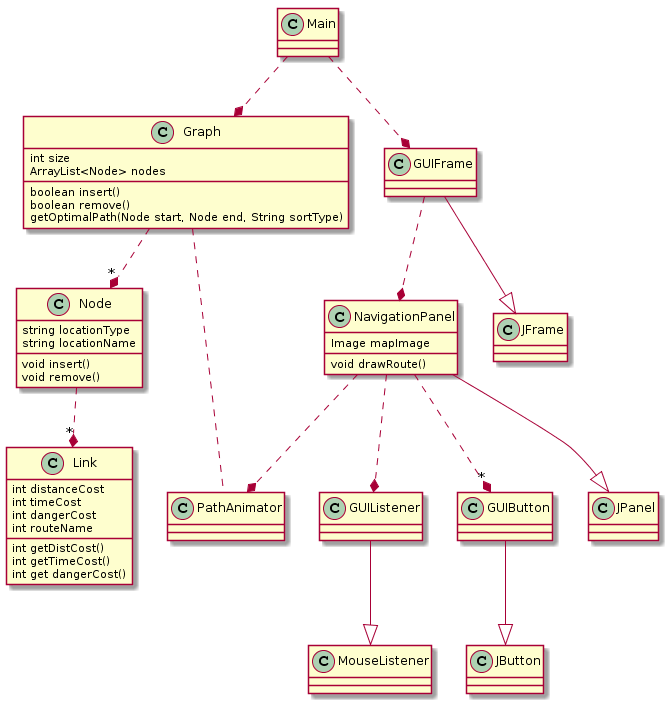 C Main
C Graph
int size
ArrayList<Node> nodes
boolean insert()
boolean remove()
getOptimalPath(Node start, Node end, String sortType)
C GUIFrame
*
C Node
string locationType
string locationName
void insert()
void remove()
C NavigationPanel
Image mapImage
void drawRoute()
C JFrame
*
C Link
int distanceCost
int timeCost
int dangerCost
int routeName
int getDistCost()
int getTimeCost()
int get dangerCost()
C PathAnimator
C GUIListener
*
C GUIButton
C JPanel
C MouseListener
C JButton